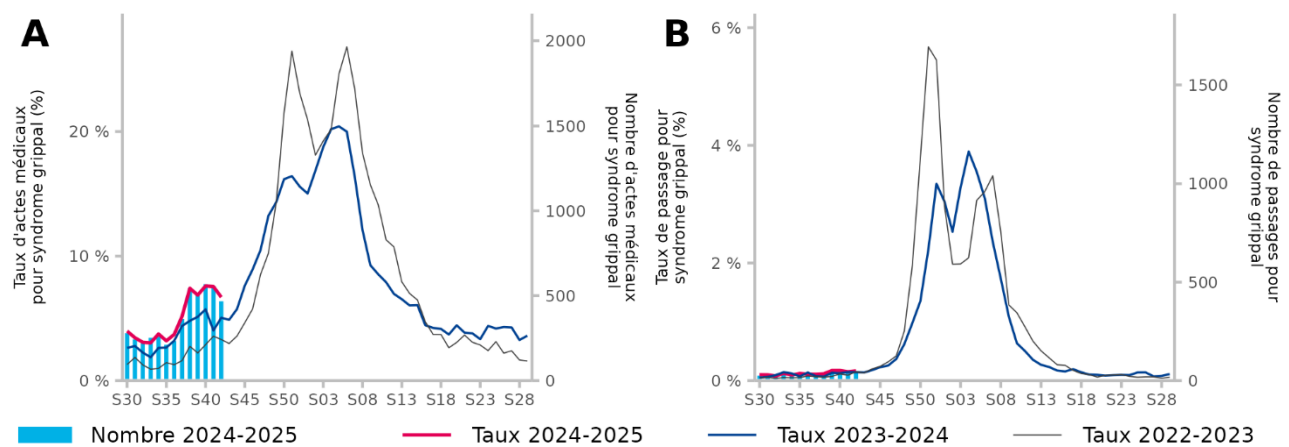 A
Taux d'actes médicaux
pour syndrome grippal (%)
20 %
10 %
0 %
2000
1500
1000
500
0
Nombre d'actes médicaux
pour syndrome grippal
S30 S35 S40 S45 S50 S03 S08 S13 S18 S23 S28
B
Taux de passage pour
syndrome grippal (%)
6 %
4 %
2 %
0 %
1500
1000
500
0
Nombre de passages pour
syndrome grippal
S30 S35 S40 S45 S50 S03 S08 S13 S18 S23 S28
Nombre 2024-2025 Taux 2024-2025 Taux 2023-2024 Taux 2022-2023